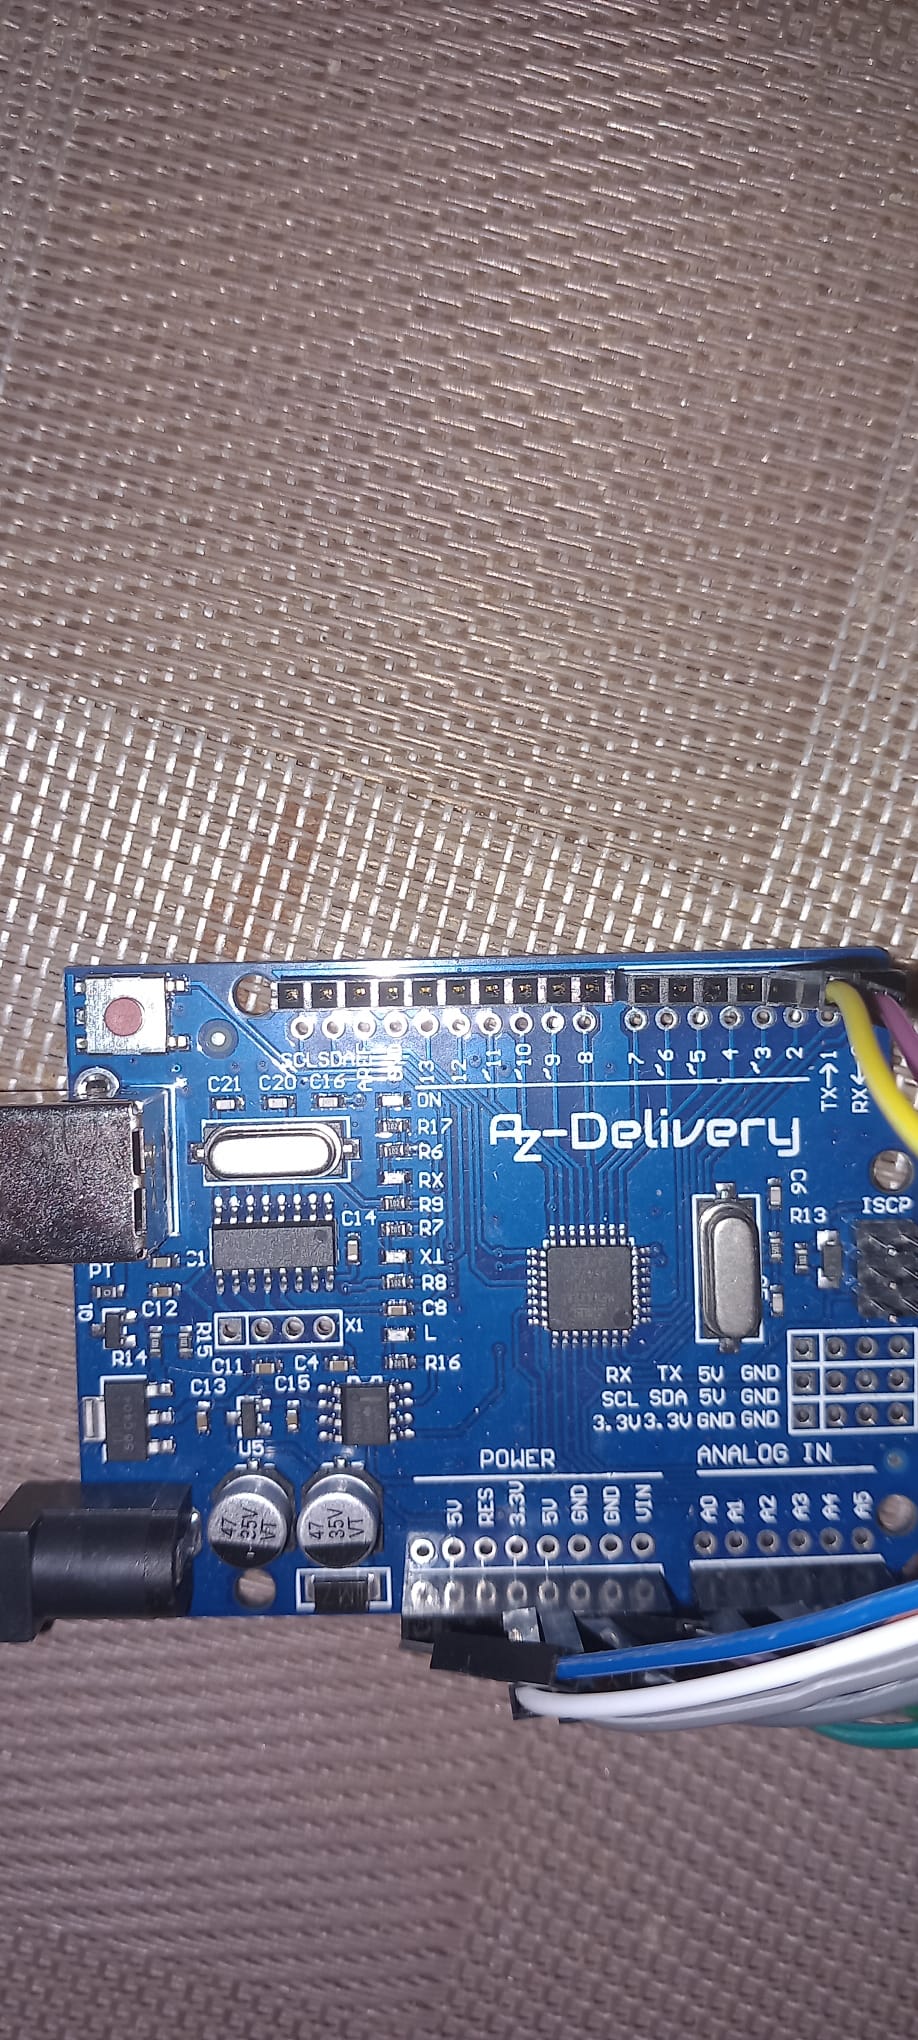 SCL SDA
13 12 ~11 ~10 ~9 8 7 ~6 ~5 4 ~3 2 TX→1
RX←
C21 C20 C16
ON
R17
Az-Delivery
R6
RX
C6
R9
C14
R13
ISCP
R7
C1
TX
PT
R8
C12
C8
X1
R15
L
R14
C11 C4
R16
RX TX 5V GND
C13 C15
SCL SDA 5V GND
3.3V 3.3V GND GND
U5
POWER
ANALOG IN
5V RES 3.3V 5V GND GND VIN
A0 A1 A2 A3 A4 A5
47
35V
VT
47
35V
VT